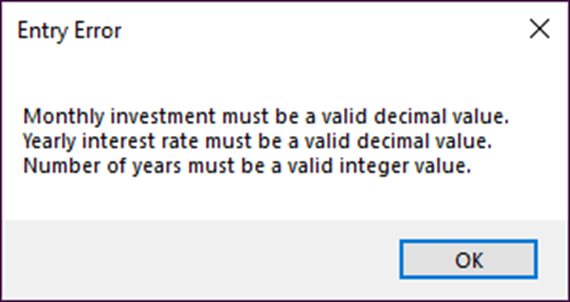 Entry Error
Monthly investment must be a valid decimal value.
Yearly interest rate must be a valid decimal value.
Number of years must be a valid integer value.
OK